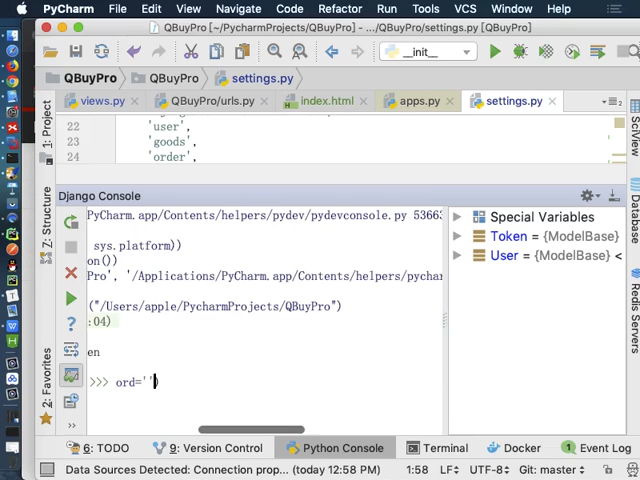 PyCharm File Edit View Navigate Code Refactor Run Tools VCS Window Help
QBuyPro [~/PycharmProjects/QBuyPro] - .../QBuyPro/settings.py [QBuyPro]
__init__
QBuyPro QBuyPro settings.py
views.py QBuyPro/urls.py index.html apps.py settings.py
1: Project
22 'user',
23 'goods',
24 'order',
SciView
Django Console
PyCharm.app/Contents/helpers/pydev/pydevconsole.py 53663
sys.platform))
on())
Pro', '/Applications/PyCharm.app/Contents/helpers/pychar
("/Users/apple/PycharmProjects/QBuyPro")
:04)
en
>>> ord='')
Special Variables
Token = {ModelBase}
User = {ModelBase} <
7: Structure
2: Favorites
Database
Redis Servers
6: TODO 9: Version Control Python Console Terminal Docker 1 Event Log
Data Sources Detected: Connection prop... (today 12:58 PM) 1:58 LF UTF-8 Git: master